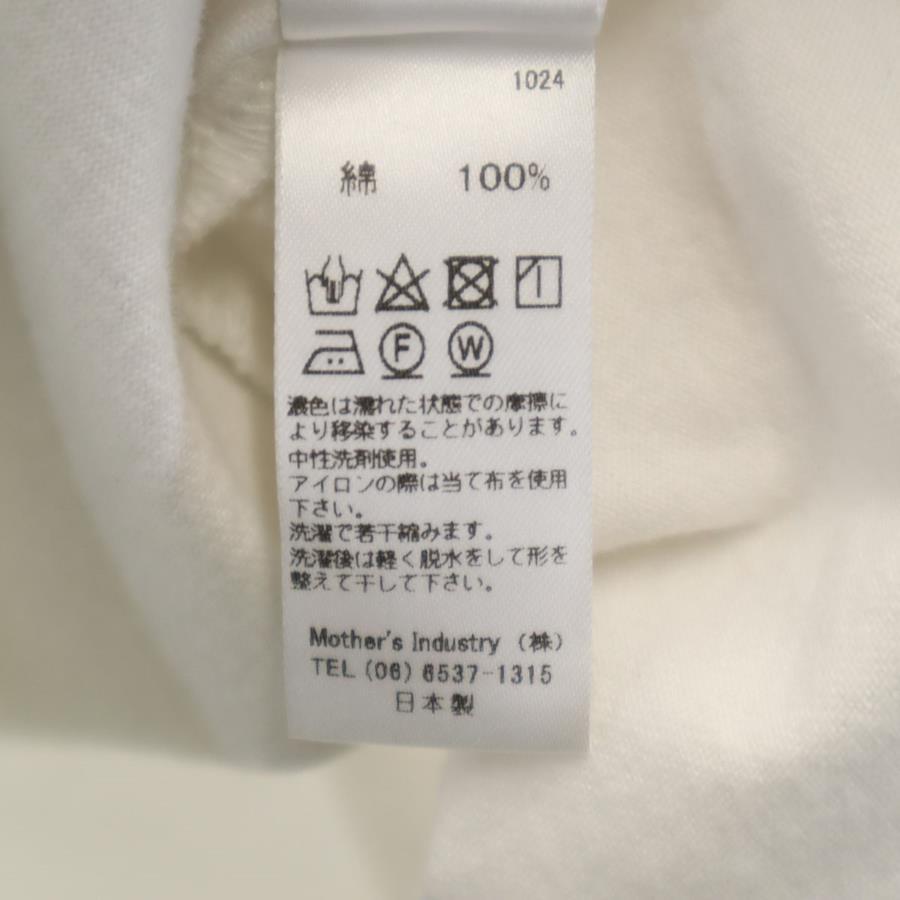 1024
綿 100%
F W
濃色は濡れた状態での摩擦に
より移染することがあります。
中性洗剤使用。
アイロンの際は当て布を使用
下さい。
洗濯で若干縮みます。
洗濯後は軽く脱水をして形を
整えて干して下さい。
Mother's Industry (株)
TEL (06) 6537-1315
日本製